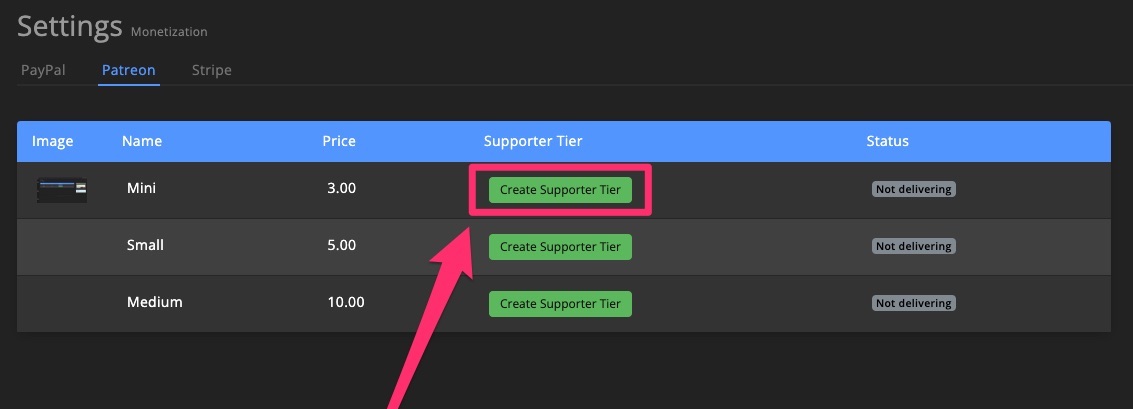 Settings Monetization
PayPal Patreon Stripe
Image Name Price Supporter Tier Status
Mini 3.00 Create Supporter Tier Not delivering
Small 5.00 Create Supporter Tier Not delivering
Medium 10.00 Create Supporter Tier Not delivering